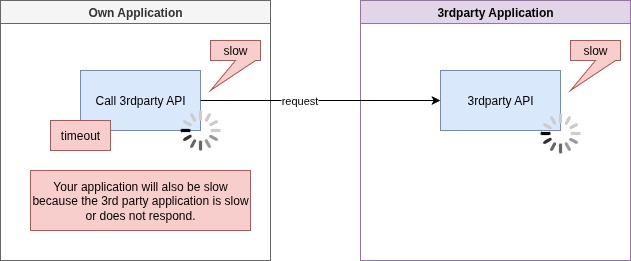 Own Application
3rdparty Application
slow
slow
Call 3rdparty API
request
3rdparty API
timeout
Your application will also be slow
because the 3rd party application is slow
or does not respond.